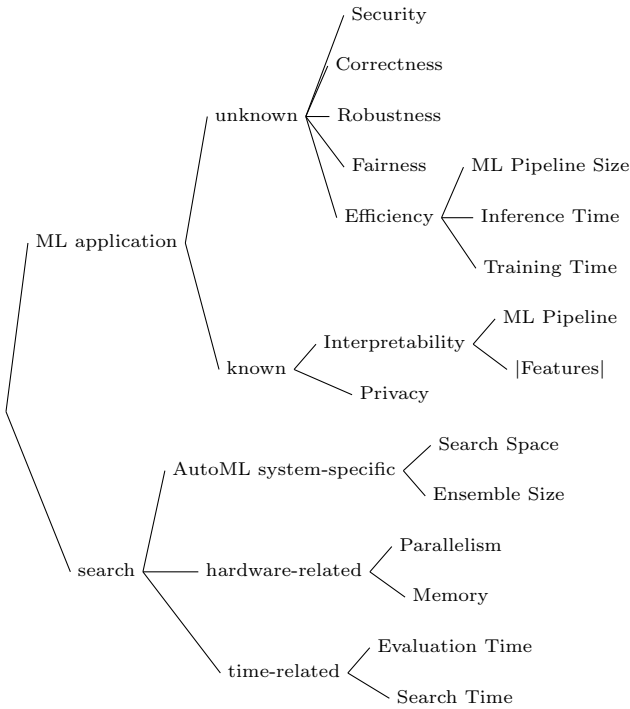 Security
Correctness
unknown
Robustness
Fairness
ML Pipeline Size
Efficiency
Inference Time
ML application
Training Time
ML Pipeline
Interpretability
known
|Features|
Privacy
Search Space
AutoML system-specific
Ensemble Size
Parallelism
search
hardware-related
Memory
Evaluation Time
time-related
Search Time